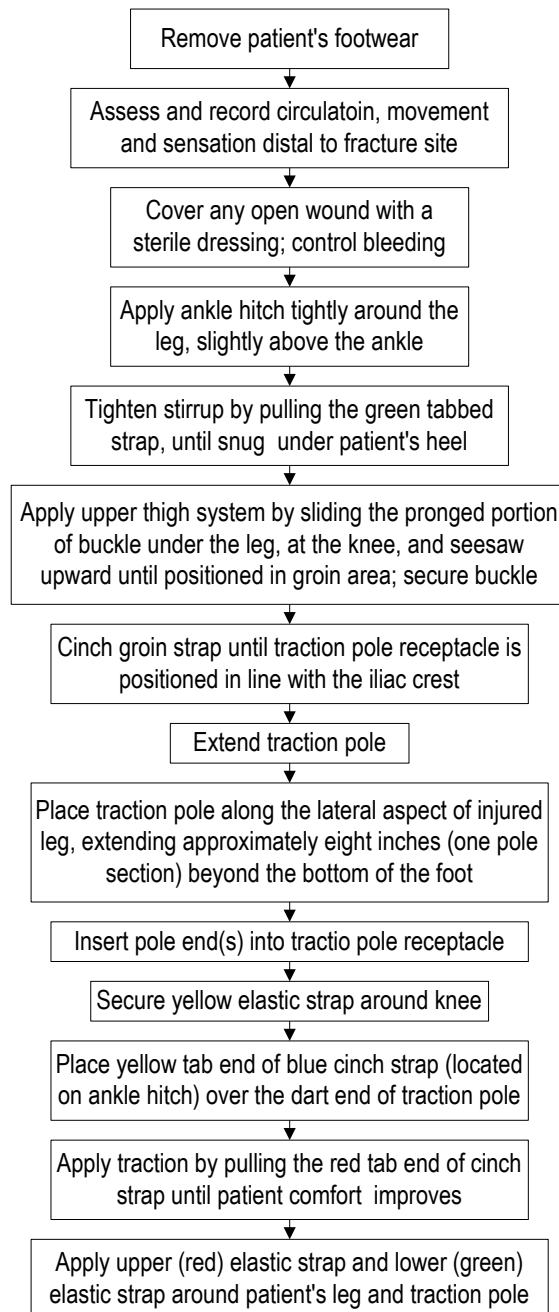 Remove patient's footwear
Assess and record circulatoin, movement
and sensation distal to fracture site
Cover any open wound with a
sterile dressing; control bleeding
Apply ankle hitch tightly around the
leg, slightly above the ankle
Tighten stirrup by pulling the green tabbed
strap, until snug under patient's heel
Apply upper thigh system by sliding the pronged portion
of buckle under the leg, at the knee, and seesaw
upward until positioned in groin area; secure buckle
Cinch groin strap until traction pole receptacle is
positioned in line with the iliac crest
Extend traction pole
Place traction pole along the lateral aspect of injured
leg, extending approximately eight inches (one pole
section) beyond the bottom of the foot
Insert pole end(s) into tractio pole receptacle
Secure yellow elastic strap around knee
Place yellow tab end of blue cinch strap (located
on ankle hitch) over the dart end of traction pole
Apply traction by pulling the red tab end of cinch
strap until patient comfort improves
Apply upper (red) elastic strap and lower (green)
elastic strap around patient's leg and traction pole